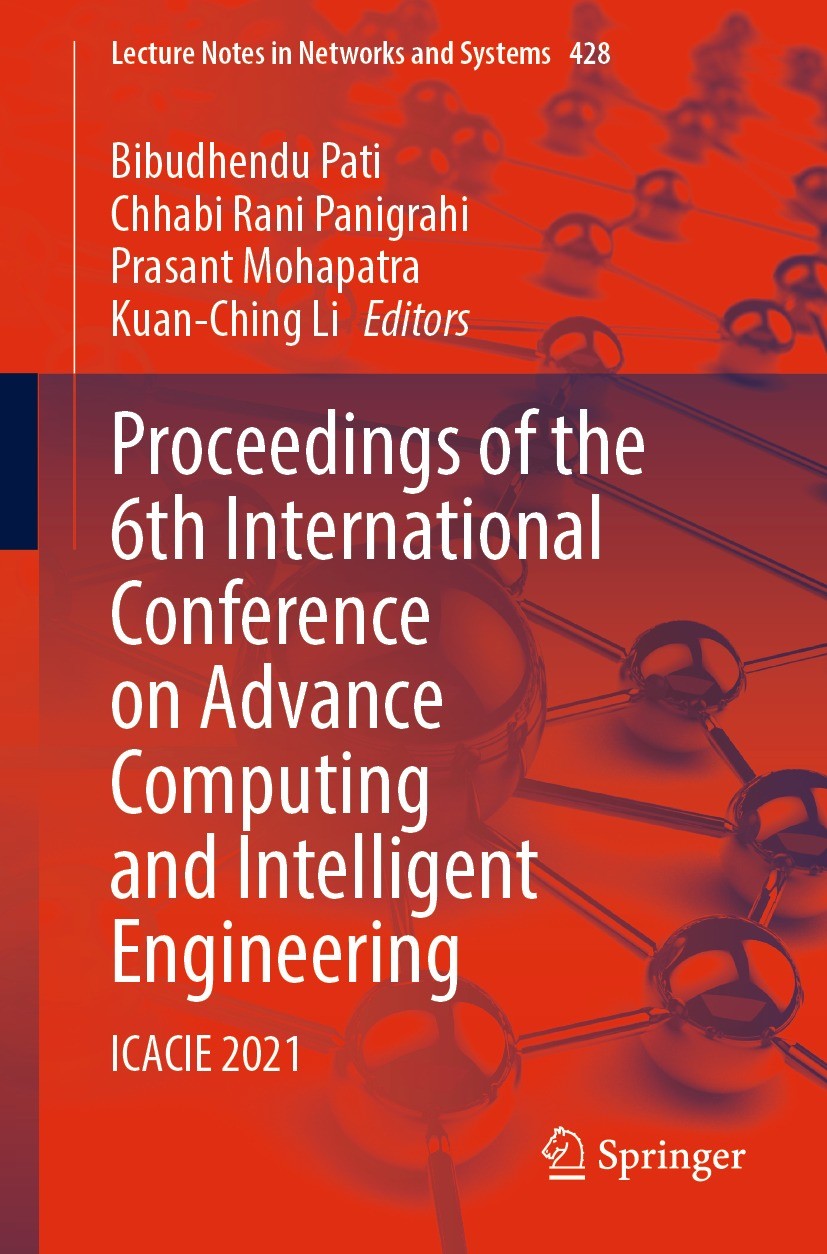 Lecture Notes in Networks and Systems 428
Bibudhendu Pati
Chhabi Rani Panigrahi
Prasant Mohapatra
Kuan-Ching Li Editors
Proceedings of the
6th International
Conference
on Advance
Computing
and Intelligent
Engineering
ICACIE 2021
Springer